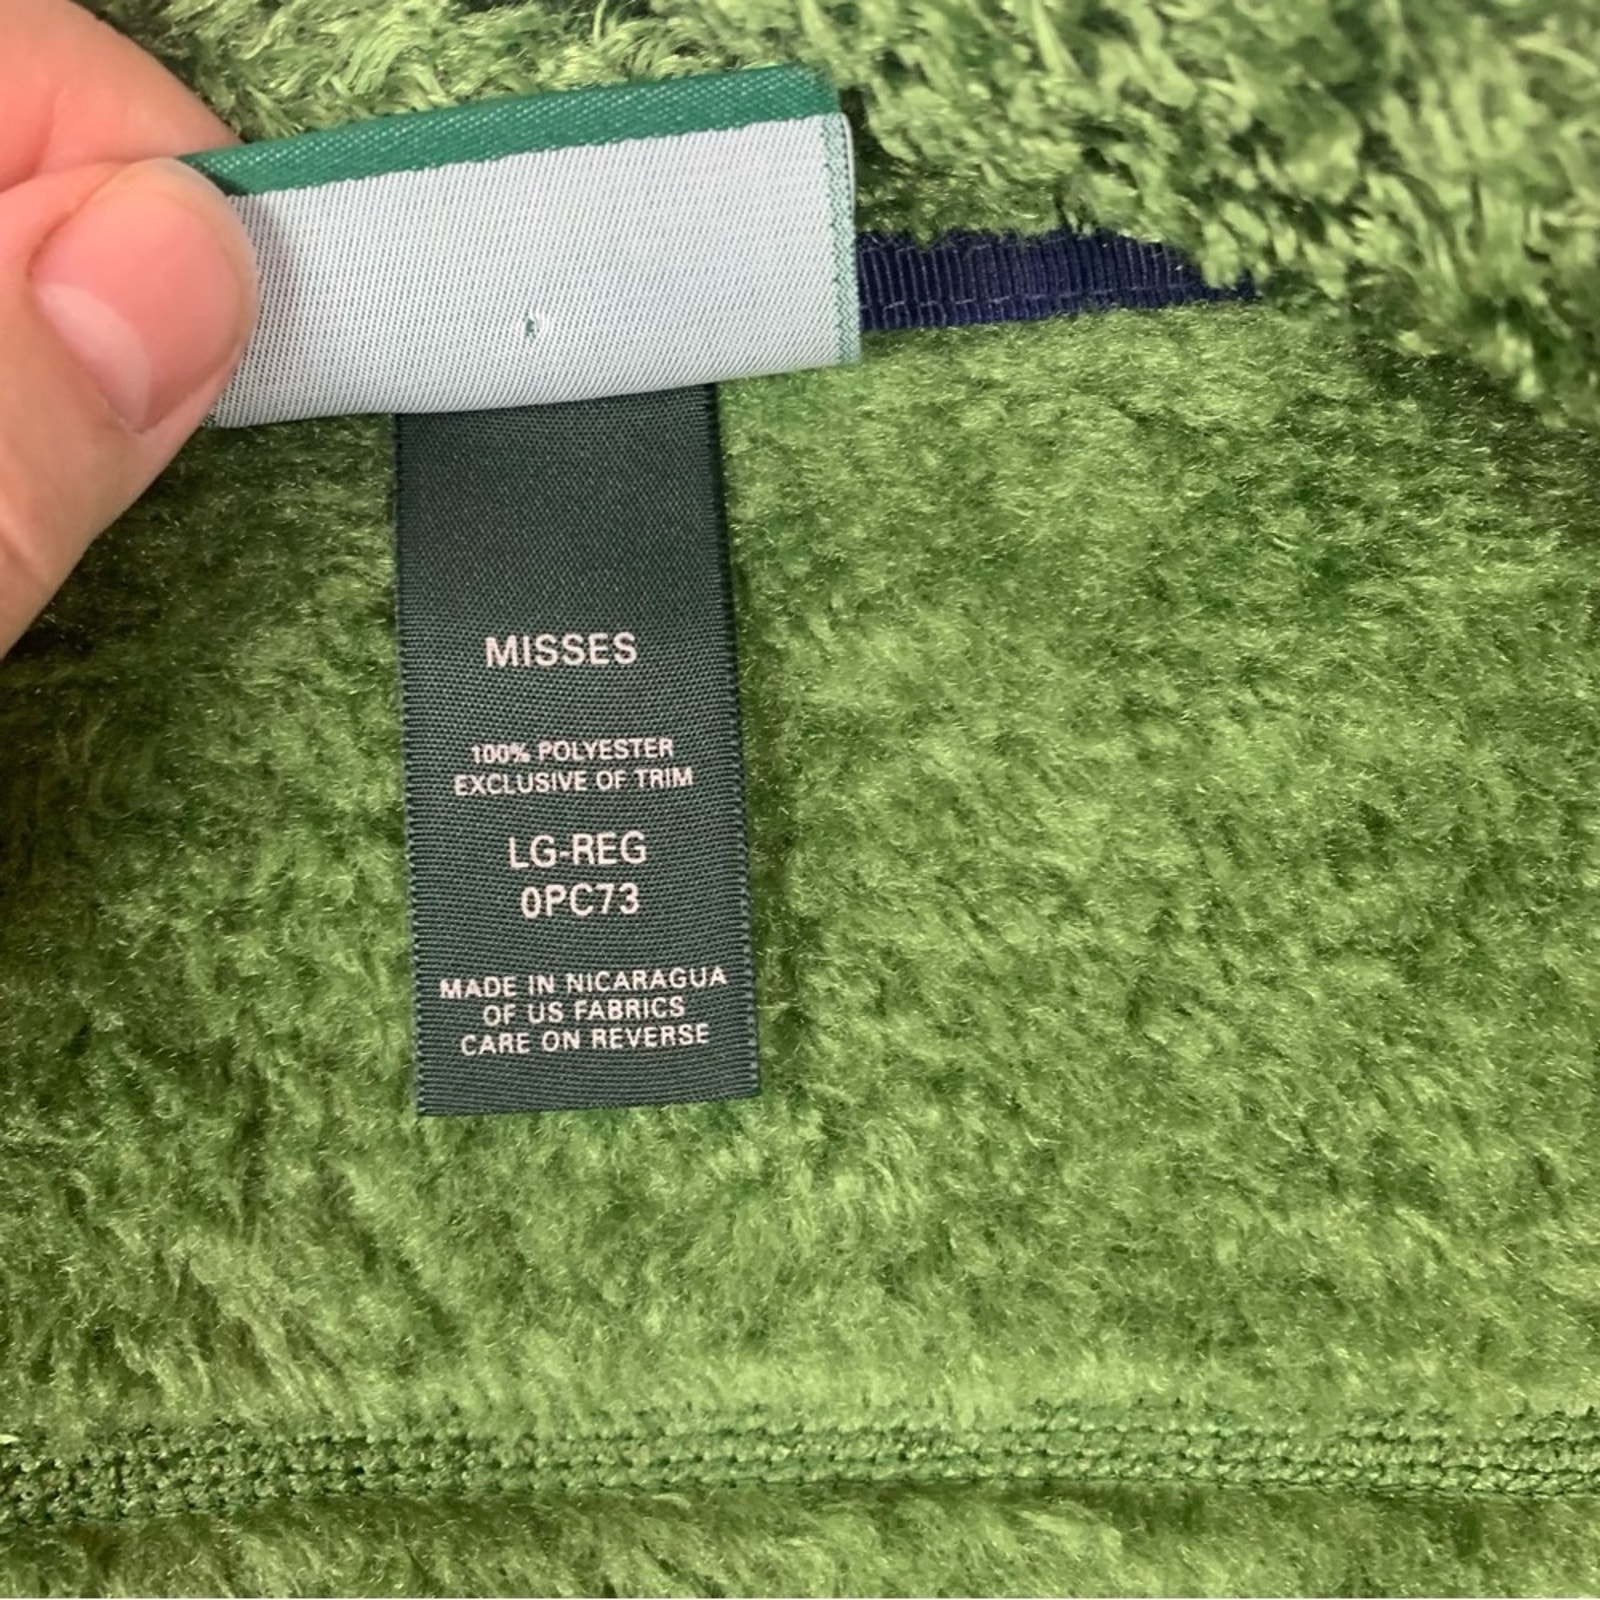 MISSES
100% POLYESTER
EXCLUSIVE OF TRIM
LG-REG
0PC73
MADE IN NICARAGUA
OF US FABRICS
CARE ON REVERSE